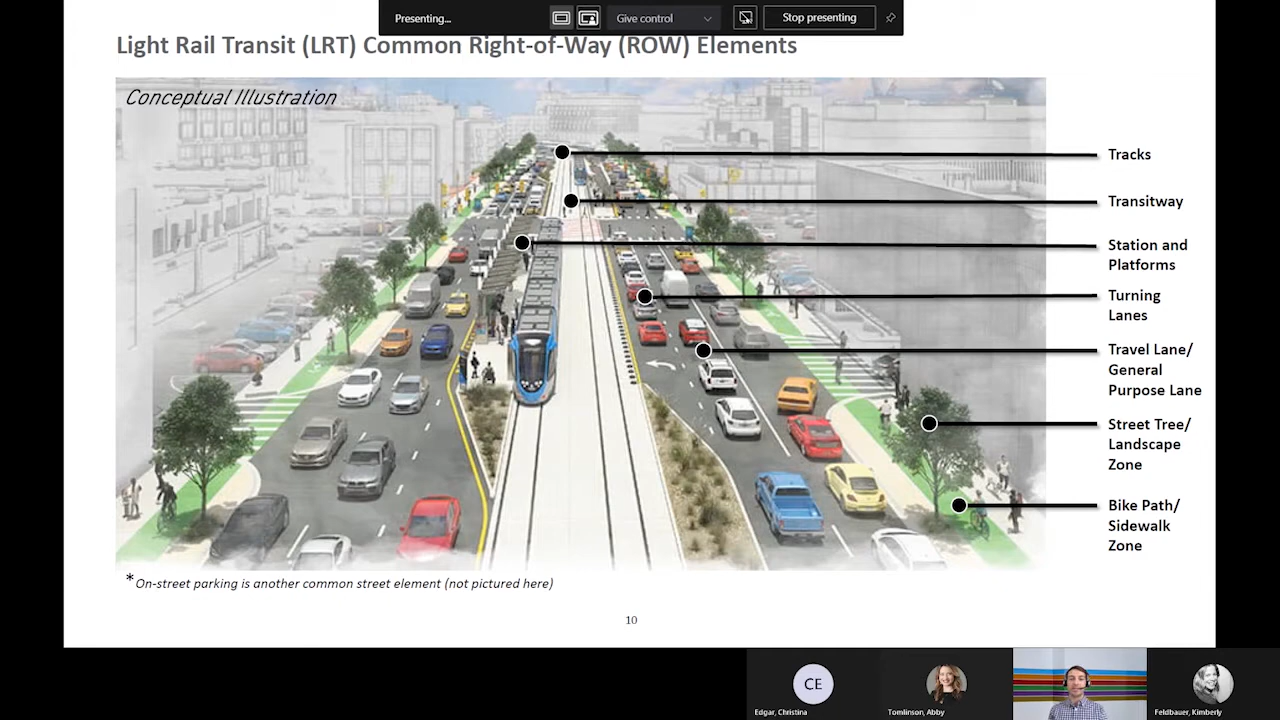 Presenting...
Give control
Stop presenting
Light Rail Transit (LRT) Common Right-of-Way (ROW) Elements
Conceptual Illustration
Tracks
Transitway
Station and
Platforms
Turning
Lanes
Travel Lane/
General
Purpose Lane
Street Tree/
Landscape
Zone
Bike Path/
Sidewalk
Zone
*On-street parking is another common street element (not pictured here)
10
CE
Edgar, Christina
Tomlinson, Abby
Feldbauer, Kimberly